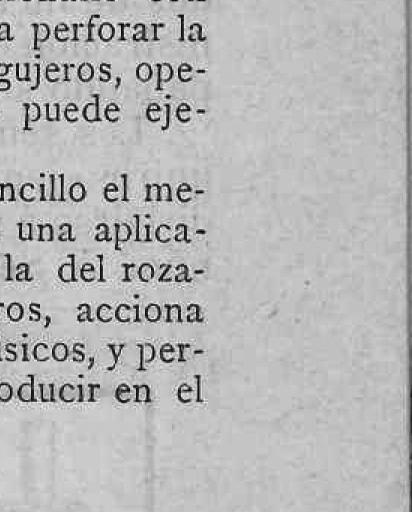 a perforar la
gujeros, ope-
puede eje-
ncillo el me-
una aplica-
la del roza-
ros, acciona
sicos, y per-
oducir en el